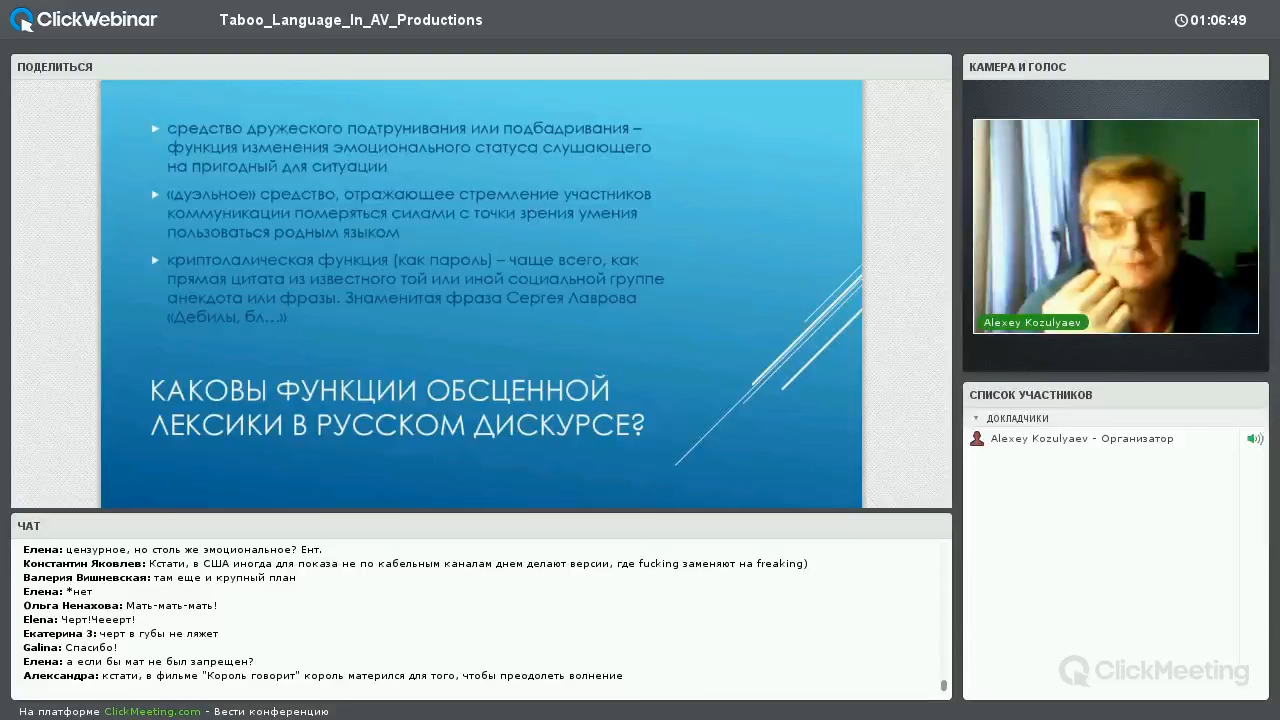 ClickWebinar
Taboo_Language_In_AV_Productions
01:06:49
ПОДЕЛИТЬСЯ
средство дружеского подтрунивания или подбадривания –
функция изменения эмоционального статуса слушающего
на пригодный для ситуации
«дуэльное» средство, отражающее стремление участников
коммуникации померяться силами с точки зрения умения
пользоваться родным языком
криптолалическая функция (как пароль) – чаще всего, как
прямая цитата из известного той или иной социальной группе
анекдота или фразы. Знаменитая фраза Сергея Лаврова
«Дебилы, бл…»
КАКОВЫ ФУНКЦИИ ОБСЦЕННОЙ
ЛЕКСИКИ В РУССКОМ ДИСКУРСЕ?
КАМЕРА И ГОЛОС
Alexey Kozulyaev
СПИСОК УЧАСТНИКОВ
ДОКЛАДЧИКИ
Alexey Kozulyaev - Организатор
ClickMeeting
ЧАТ
Елена: цензурное, но столь же эмоциональное? Ент.
Константин Яковлев: Кстати, в США иногда для показа не по кабельным каналам днем делают версии, где fucking заменяют на freaking)
Валерия Вишневская: там еще и крупный план
Елена: *нет
Ольга Ненахова: Мать-мать-мать!
Elena: Черт!Чееерт!
Екатерина 3: черт в губы не ляжет
Galina: Спасибо!
Елена: а если бы мат не был запрещен?
Александра: кстати, в фильме "Король говорит" король матерился для того, чтобы преодолеть волнение
На платформе ClickMeeting.com - Вести конференцию